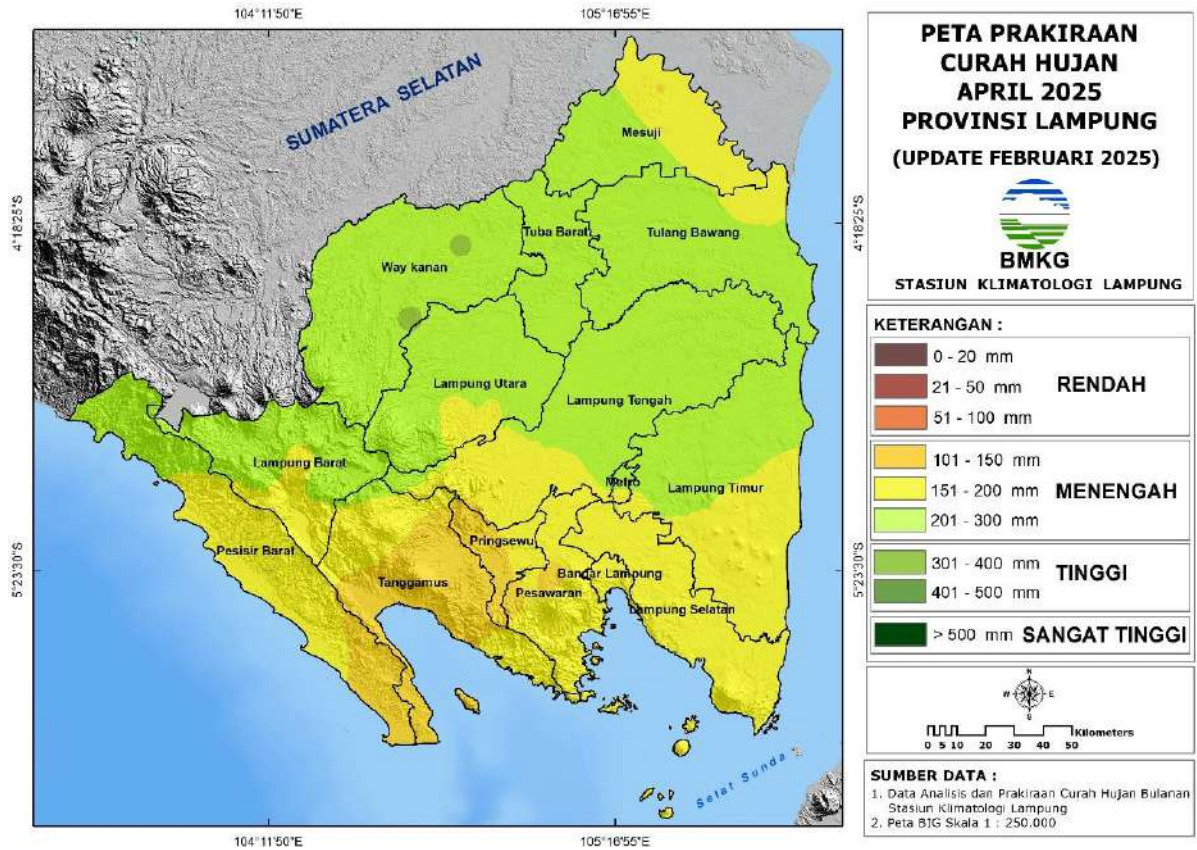 104°11'50"E
105°16'55"E
4°18'25"S
4°18'25"S
5°23'30"S
5°23'30"S
SUMATERA SELATAN
Mesuji
Tuba Barat
Tulang Bawang
Way kanan
Lampung Utara
Lampung Tengah
Lampung Barat
Metro
Lampung Timur
Pesisir Barat
Pringsewu
Tanggamus
Bandar Lampung
Pesawaran
Lampung Selatan
Selat Sunda
104°11'50"E
105°16'55"E
PETA PRAKIRAAN
CURAH HUJAN
APRIL 2025
PROVINSI LAMPUNG
(UPDATE FEBRUARI 2025)
BMKG
STASIUN KLIMATOLOGI LAMPUNG
KETERANGAN :
0 - 20 mm
21 - 50 mm
51 - 100 mm
RENDAH
101 - 150 mm
151 - 200 mm
201 - 300 mm
MENENGAH
301 - 400 mm
401 - 500 mm
TINGGI
> 500 mm SANGAT TINGGI
N
W E
S
Kilometers
0 5 10 20 30 40 50
SUMBER DATA :
1. Data Analisis dan Prakiraan Curah Hujan Bulanan
Stasiun Klimatologi Lampung
2. Peta BIG Skala 1 : 250.000